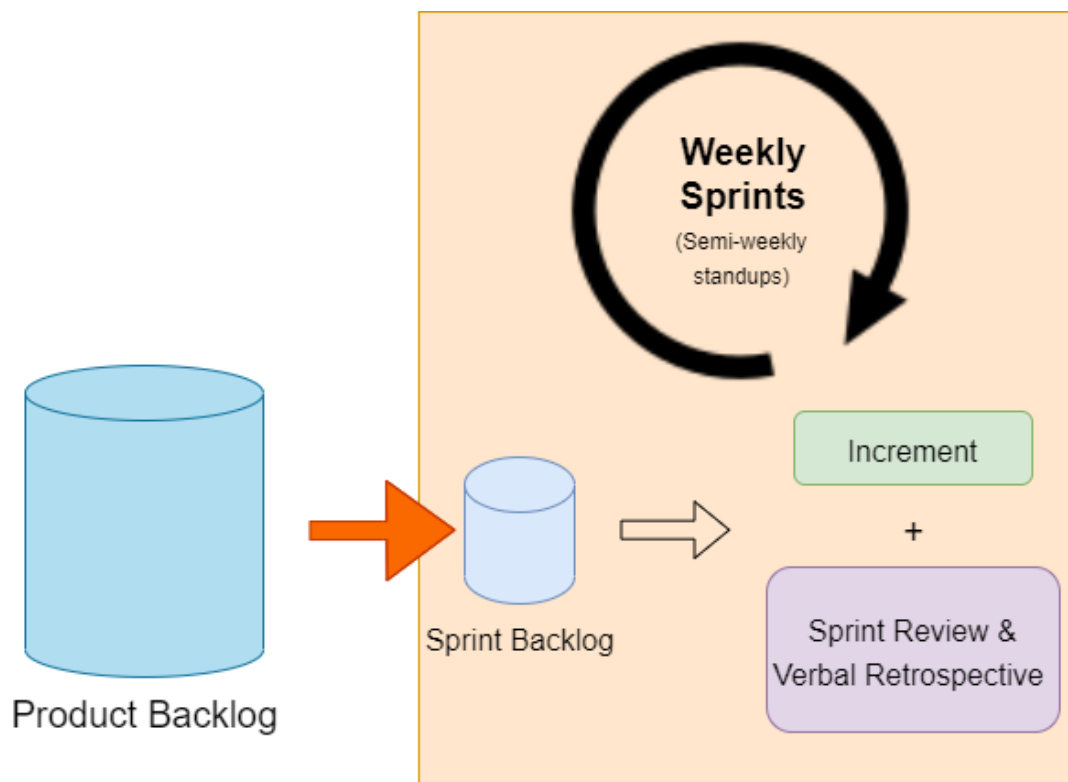 Weekly
Sprints
(Semi-weekly
standups)
Increment
+
Sprint Backlog
Sprint Review &
Verbal Retrospective
Product Backlog